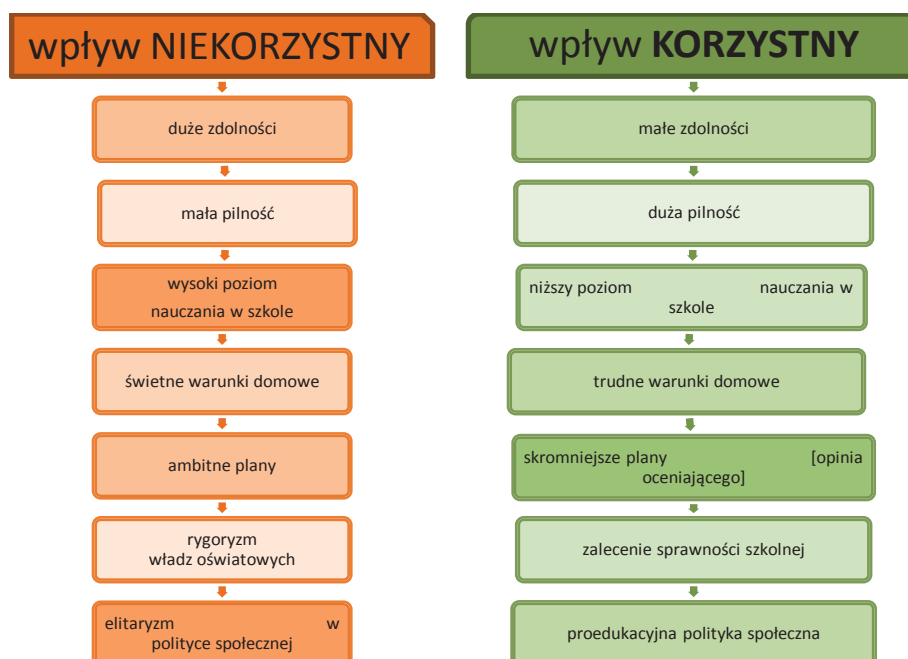 wpływ NIEKORZYSTNY
duże zdolności
mała pilność
wysoki poziom
nauczania w szkole
świetne warunki domowe
ambitne plany
rygoryzm
władz oświatowych
elitaryzm w
polityce społecznej
wpływ KORZYSTNY
małe zdolności
duża pilność
niższy poziom nauczania w
szkole
trudne warunki domowe
skromniejsze plany [opinia
oceniającego]
zalecenie sprawności szkolnej
proedukacyjna polityka społeczna